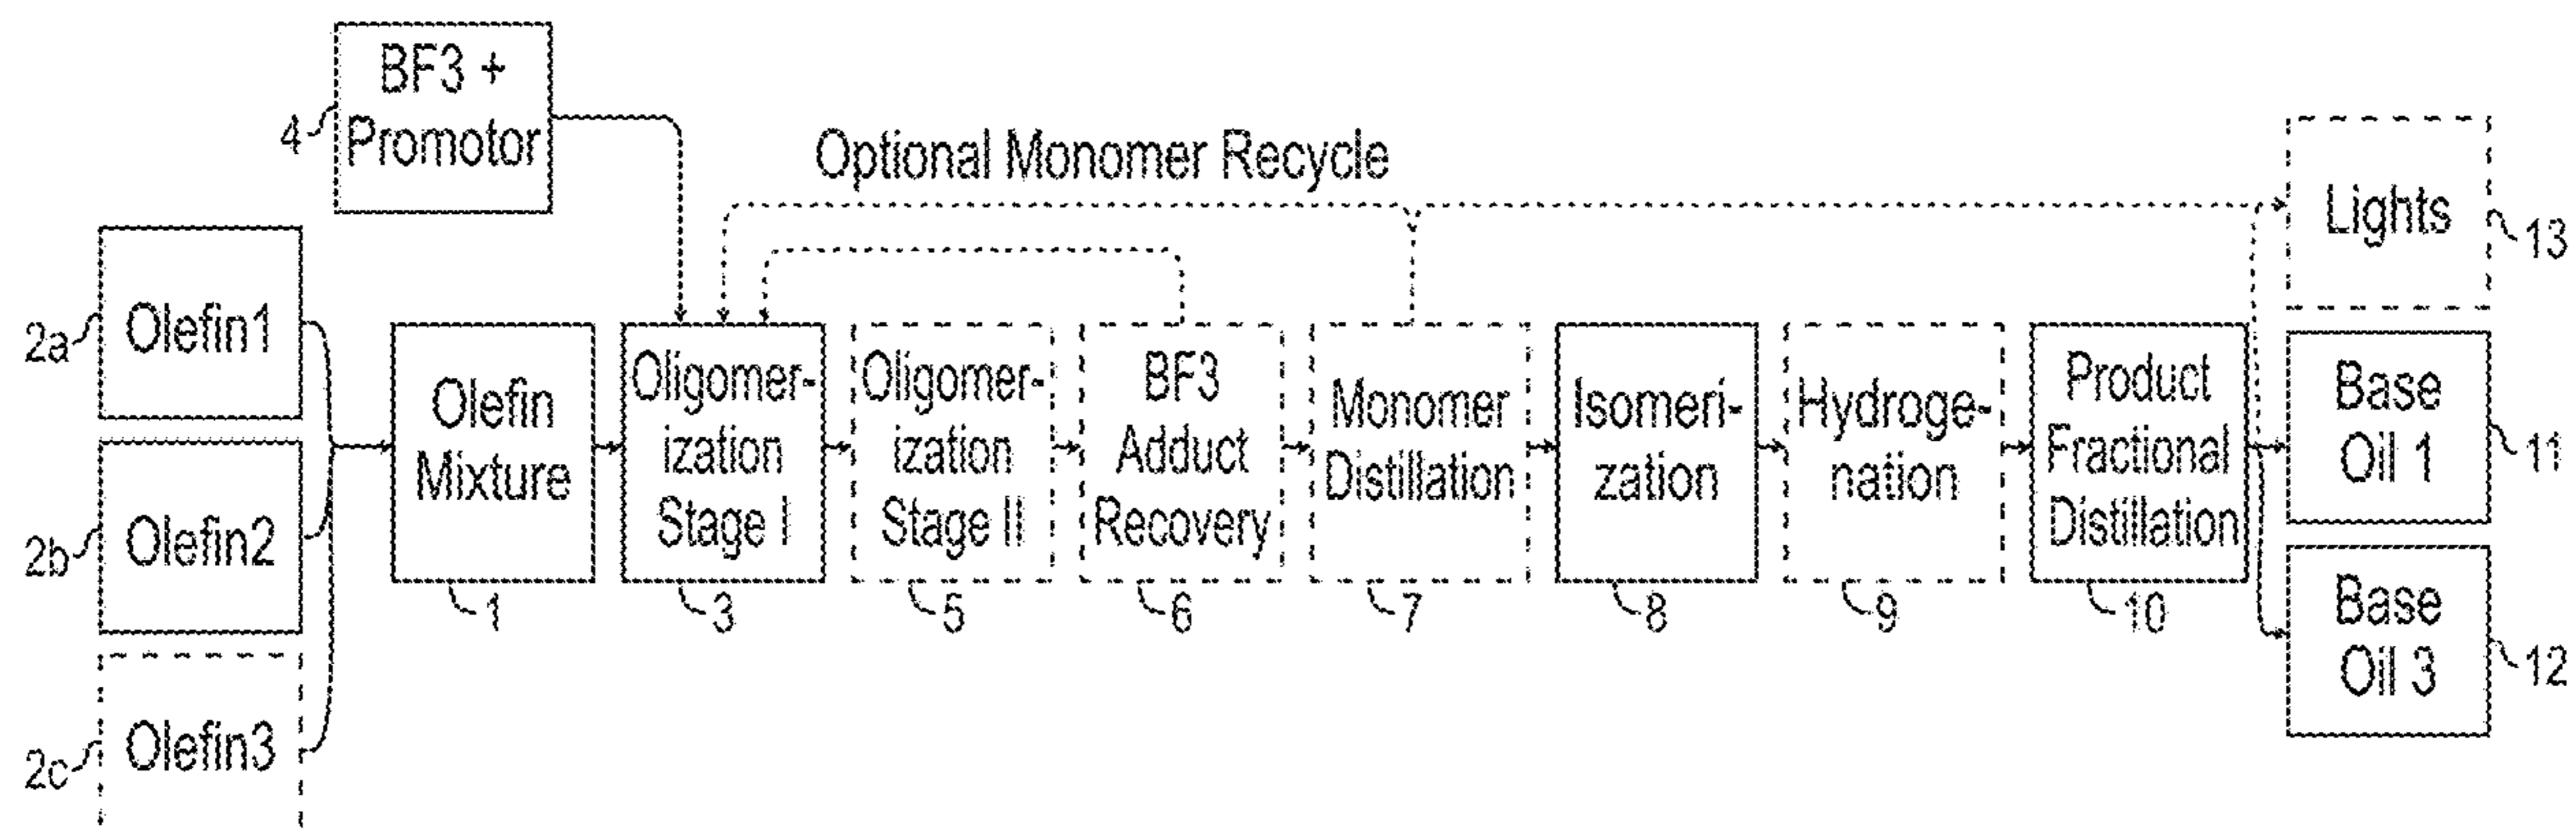 BF3 +
Promotor
4
Optional Monomer Recycle
Lights
13
Olefin1
2a
Olefin2
2b
Olefin3
2c
Olefin
Mixture
1
Oligomer-
ization
Stage I
3
Oligomer-
ization
Stage II
5
BF3
Adduct
Recovery
6
Monomer
Distillation
7
Isomeri-
zation
8
Hydroge-
nation
9
Product
Fractional
Distillation
10
Base
Oil 1
11
Base
Oil 3
12